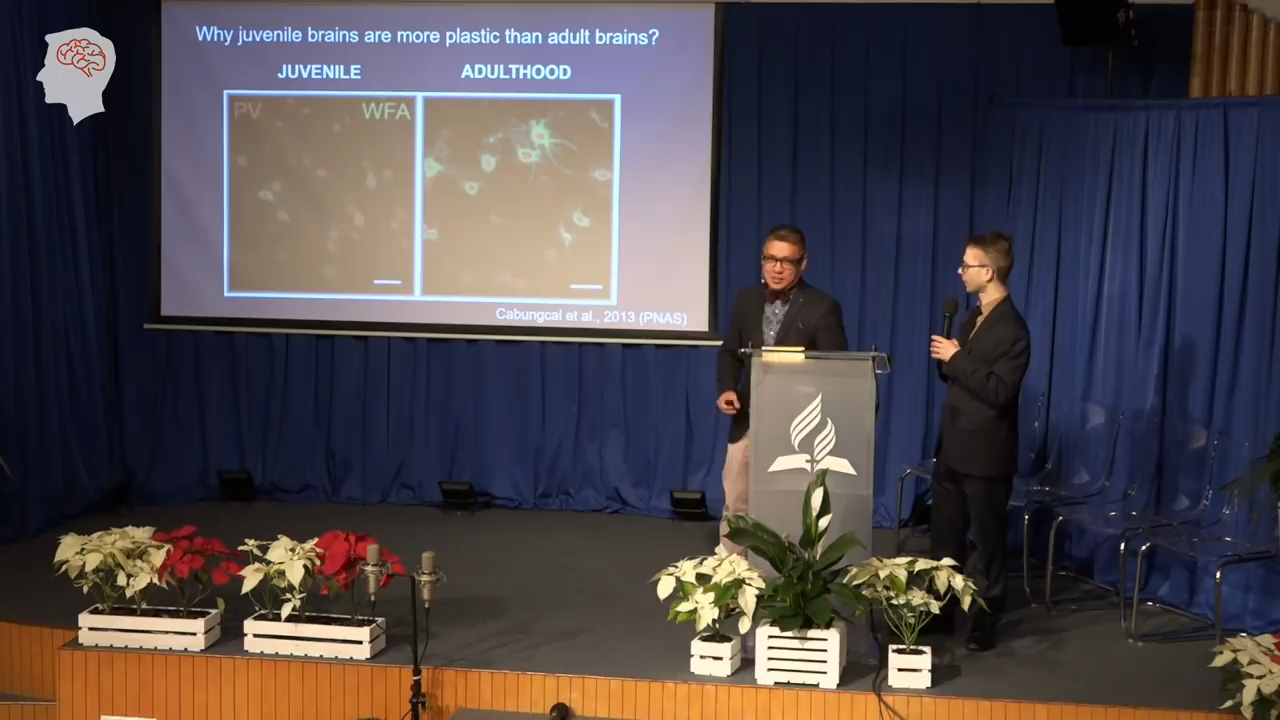 Why juvenile brains are more plastic than adult brains?
JUVENILE
ADULTHOOD
PV
WFA
Cabungcal et al., 2013 (PNAS)